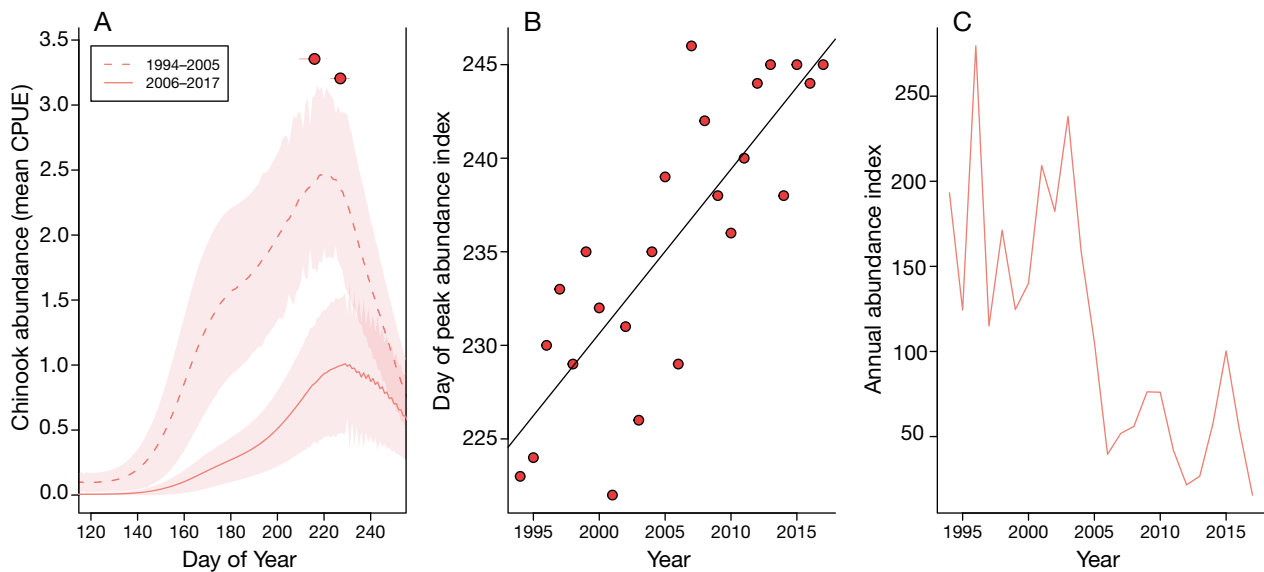 A
Chinook abundance (mean CPUE)
3.5
3.0
2.5
2.0
1.5
1.0
0.5
0.0
1994–2005
2006–2017
120 140 160 180 200 220 240
Day of Year
B
Day of peak abundance index
245
240
235
230
225
1995 2000 2005 2010 2015
Year
C
Annual abundance index
250
200
150
100
50
1995 2000 2005 2010 2015
Year